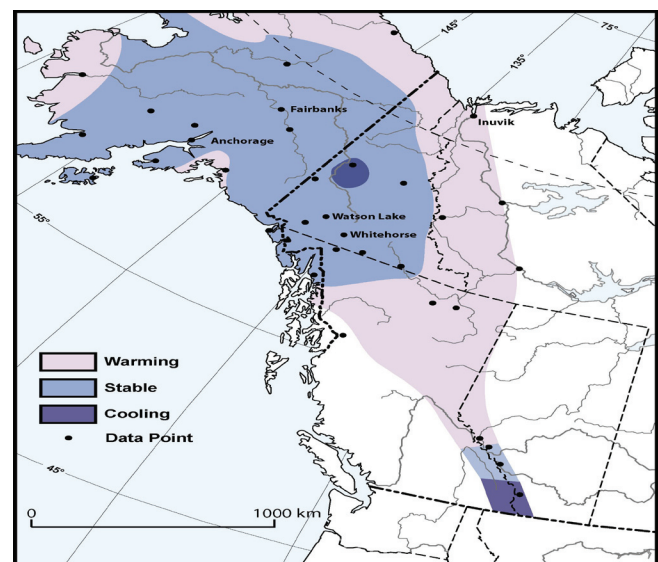 145°
135°
75°
Inuvik
Fairbanks
Anchorage
Watson Lake
Whitehorse
55°
Warming
Stable
Cooling
Data Point
45°
0
1000 km